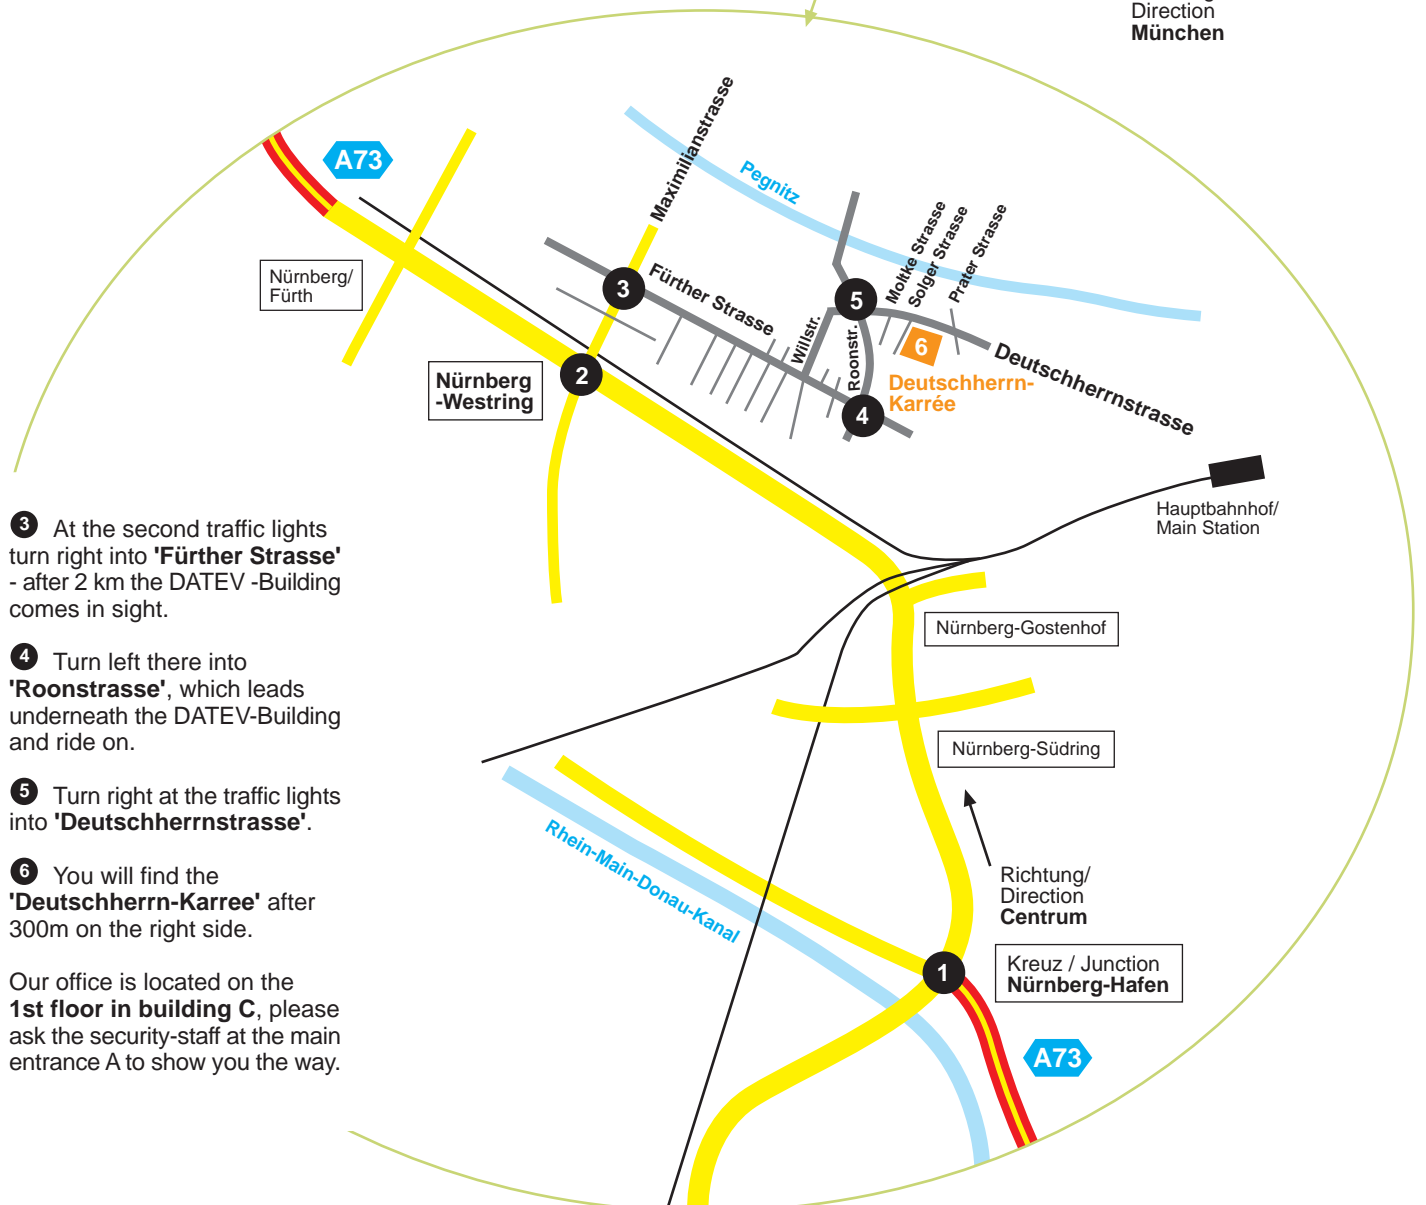 Direction
München
A73
Nürnberg/
Fürth
Maximilianstrasse
Pegnitz
Moltke Strasse
Solger Strasse
Prater Strasse
3
Fürther Strasse
5
Willstr.
Roonstr.
6
Deutschherrn-
Karrée
Deutschherrnstrasse
2
Nürnberg
-Westring
4
Hauptbahnhof/
Main Station
3 At the second traffic lights
turn right into 'Fürther Strasse'
- after 2 km the DATEV -Building
comes in sight.
4 Turn left there into
'Roonstrasse', which leads
underneath the DATEV-Building
and ride on.
5 Turn right at the traffic lights
into 'Deutschherrnstrasse'.
6 You will find the
'Deutschherrn-Karree' after
300m on the right side.
Our office is located on the
1st floor in building C, please
ask the security-staff at the main
entrance A to show you the way.
Nürnberg-Gostenhof
Nürnberg-Südring
Rhein-Main-Donau-Kanal
Richtung/
Direction
Centrum
1
Kreuz / Junction
Nürnberg-Hafen
A73